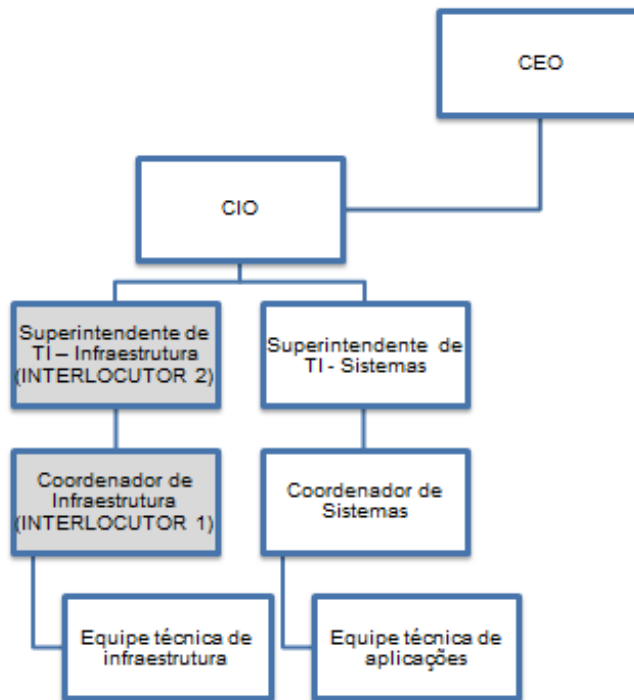 CEO
CIO
Superintendente de
TI – Infraestrutura
(INTERLOCUTOR 2)
Superintendente de
TI - Sistemas
Coordenador de
Infraestrutura
(INTERLOCUTOR 1)
Coordenador de
Sistemas
Equipe técnica de
infraestrutura
Equipe técnica de
aplicações